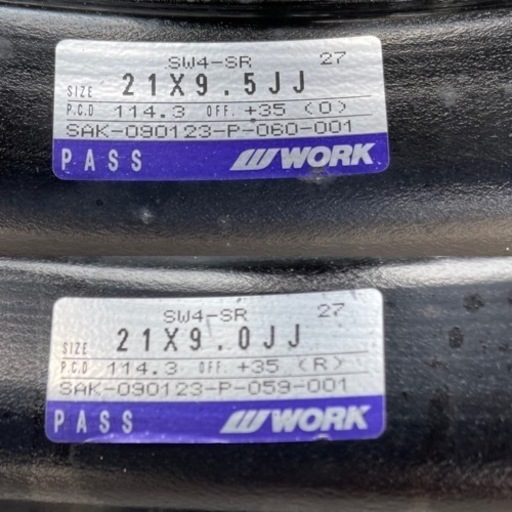 SW4-SR 27
SIZE 21X9.5JJ
P.C.D 114.3 OFF. +35 (O)
SAK-090123-P-060-001
PASS WORK
SW4-SR 27
SIZE 21X9.0JJ
P.C.D 114.3 OFF. +35 (R)
SAK-090123-P-059-001
PASS WORK